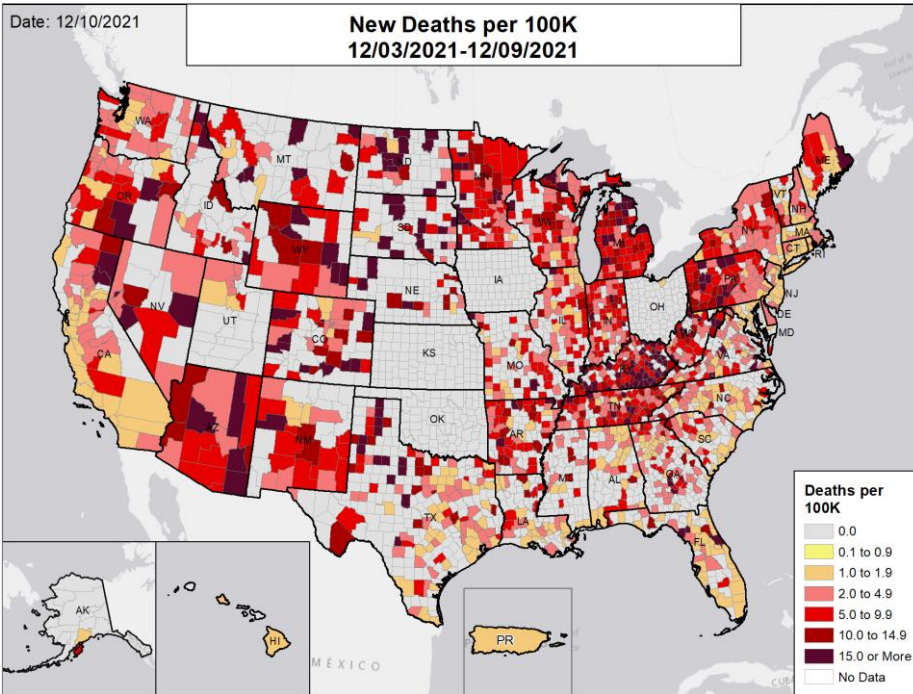 Date: 12/10/2021
New Deaths per 100K
12/03/2021-12/09/2021
WA
MT
ND
MN
ME
OR
ID
SD
WI
VT
NH
NY
MA
CT
RI
WY
MI
NV
UT
NE
IA
PA
NJ
IL
IN
OH
DE
MD
CA
CO
KS
MO
VA
AZ
NM
OK
AR
TN
NC
SC
MS
AL
GA
TX
LA
FL
AK
HI
PR
MÉXICO
Deaths per
100K
0.0
0.1 to 0.9
1.0 to 1.9
2.0 to 4.9
5.0 to 9.9
10.0 to 14.9
15.0 or More
No Data